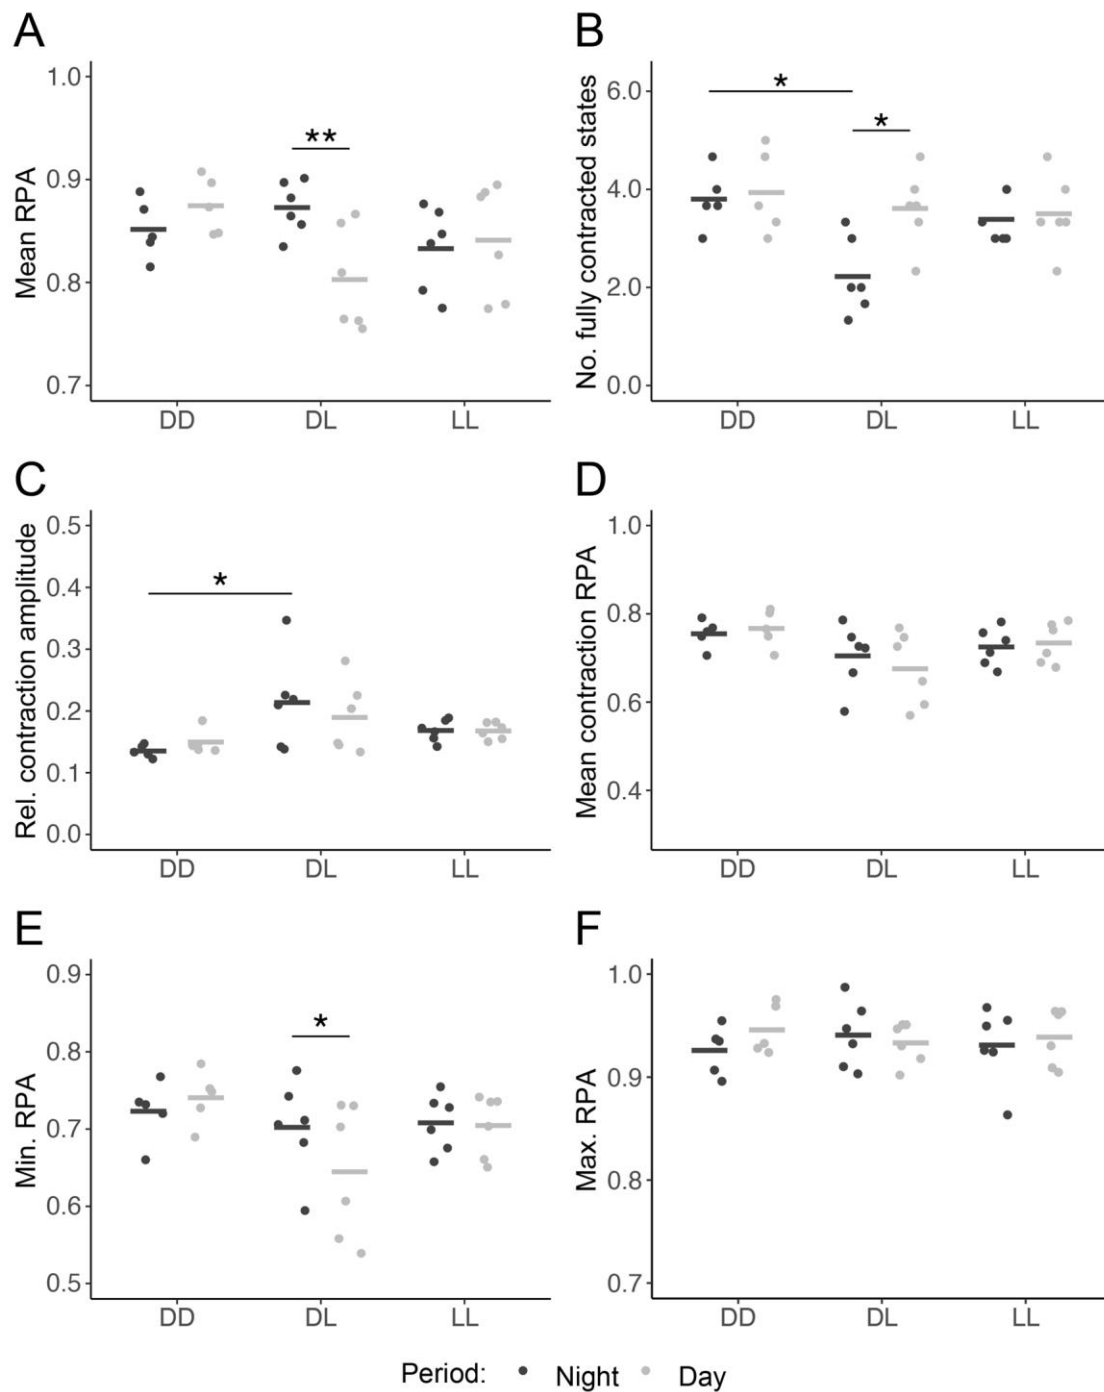 A
B
Mean RPA
1.0
0.9
0.8
0.7
**
DD
DL
LL
No. fully contracted states
6.0
4.0
2.0
0.0
*
*
DD
DL
LL
C
D
Rel. contraction amplitude
0.5
0.4
0.3
0.2
0.1
0.0
*
DD
DL
LL
Mean contraction RPA
1.0
0.8
0.6
0.4
DD
DL
LL
E
F
Min. RPA
0.9
0.8
0.7
0.6
0.5
*
DD
DL
LL
Max. RPA
1.0
0.9
0.8
0.7
DD
DL
LL
Period: Night Day